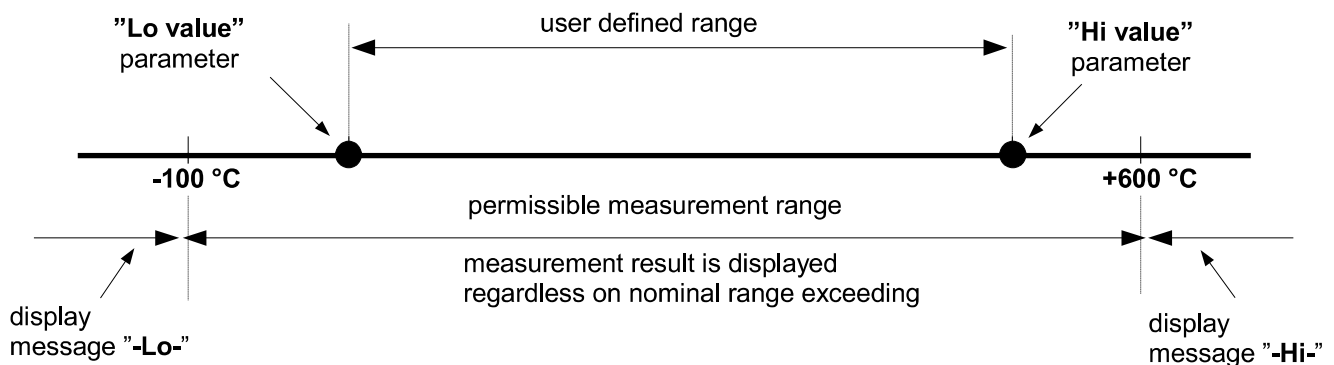 ”Lo value”
parameter
user defined range
”Hi value”
parameter
-100 °C
+600 °C
permissible measurement range
measurement result is displayed
regardless on nominal range exceeding
display
message ”-Lo-”
display
message ”-Hi-”